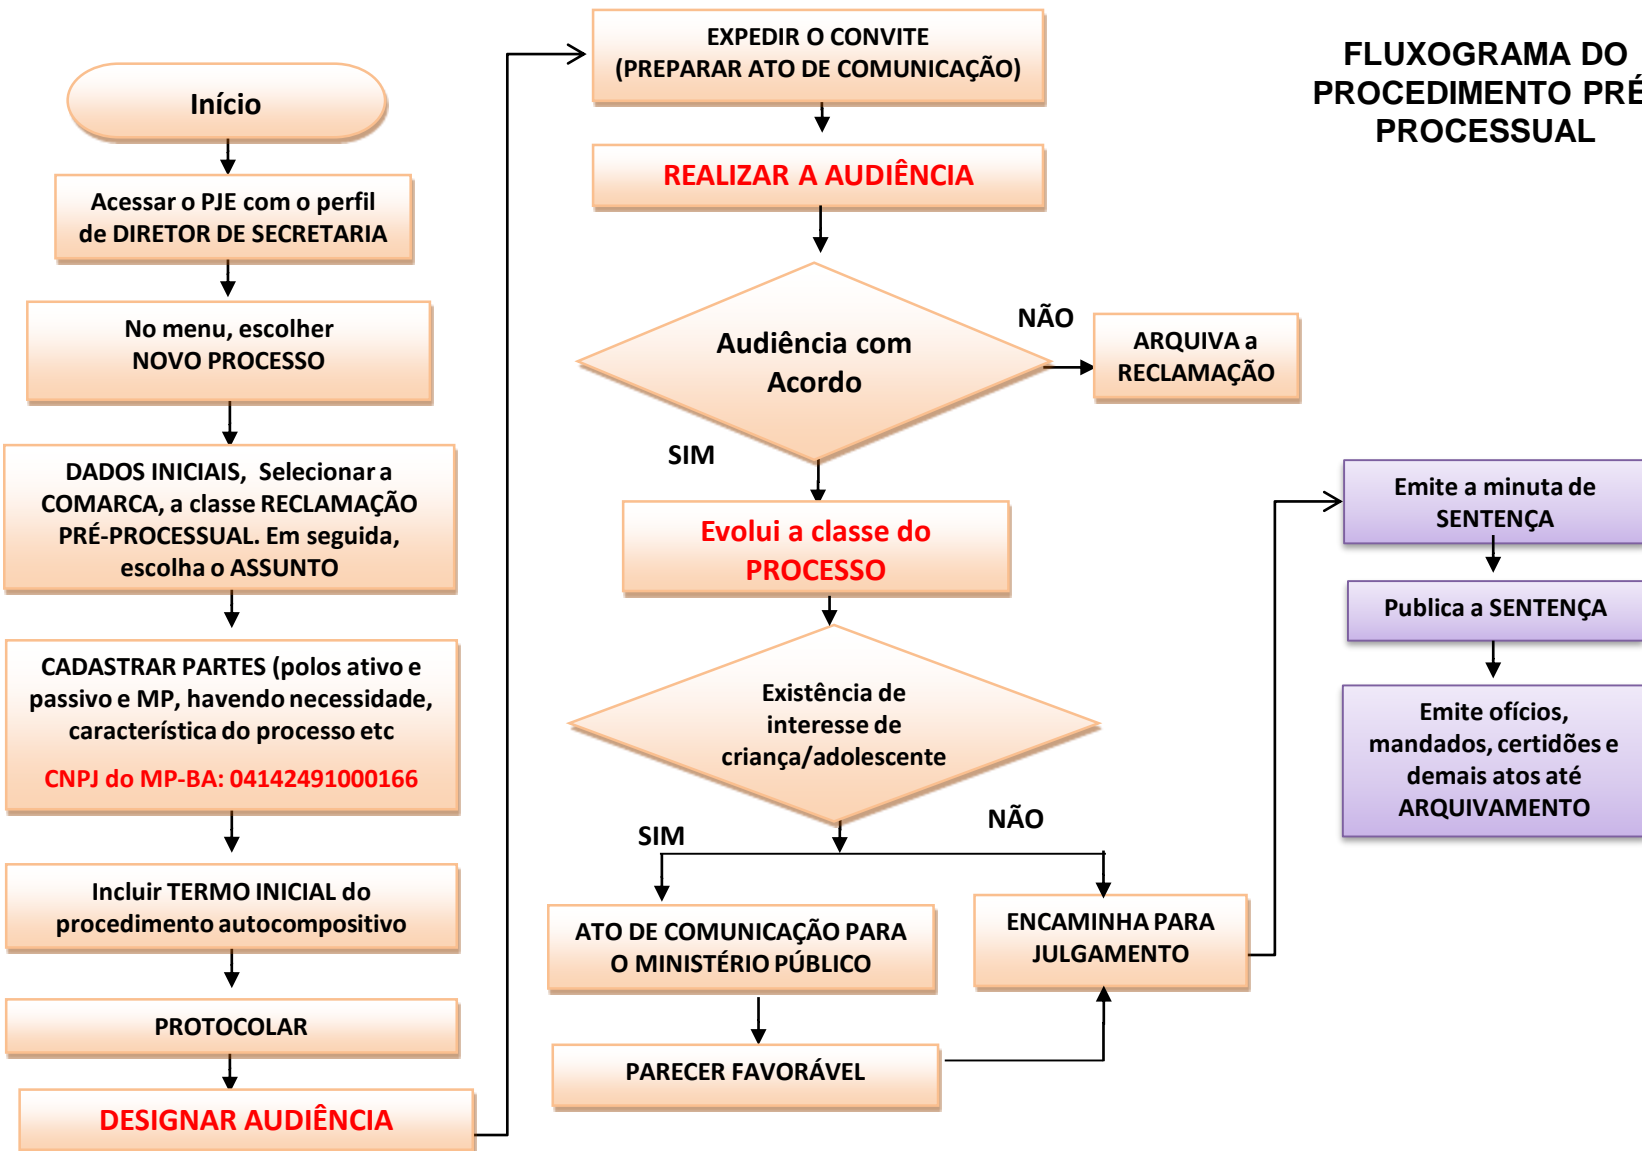 FLUXOGRAMA DO
PROCEDIMENTO PRÉ
PROCESSUAL
Início
Acessar o PJE com o perfil
de DIRETOR DE SECRETARIA
No menu, escolher
NOVO PROCESSO
DADOS INICIAIS, Selecionar a
COMARCA, a classe RECLAMAÇÃO
PRÉ-PROCESSUAL. Em seguida,
escolha o ASSUNTO
CADASTRAR PARTES (polos ativo e
passivo e MP, havendo necessidade,
característica do processo etc
CNPJ do MP-BA: 04142491000166
Incluir TERMO INICIAL do
procedimento autocompositivo
PROTOCOLAR
DESIGNAR AUDIÊNCIA
EXPEDIR O CONVITE
(PREPARAR ATO DE COMUNICAÇÃO)
REALIZAR A AUDIÊNCIA
Audiência com
Acordo
NÃO
ARQUIVA a
RECLAMAÇÃO
SIM
Evolui a classe do
PROCESSO
Existência de
interesse de
criança/adolescente
SIM
NÃO
ATO DE COMUNICAÇÃO PARA
O MINISTÉRIO PÚBLICO
PARECER FAVORÁVEL
ENCAMINHA PARA
JULGAMENTO
Emite a minuta de
SENTENÇA
Publica a SENTENÇA
Emite ofícios,
mandados, certidões e
demais atos até
ARQUIVAMENTO